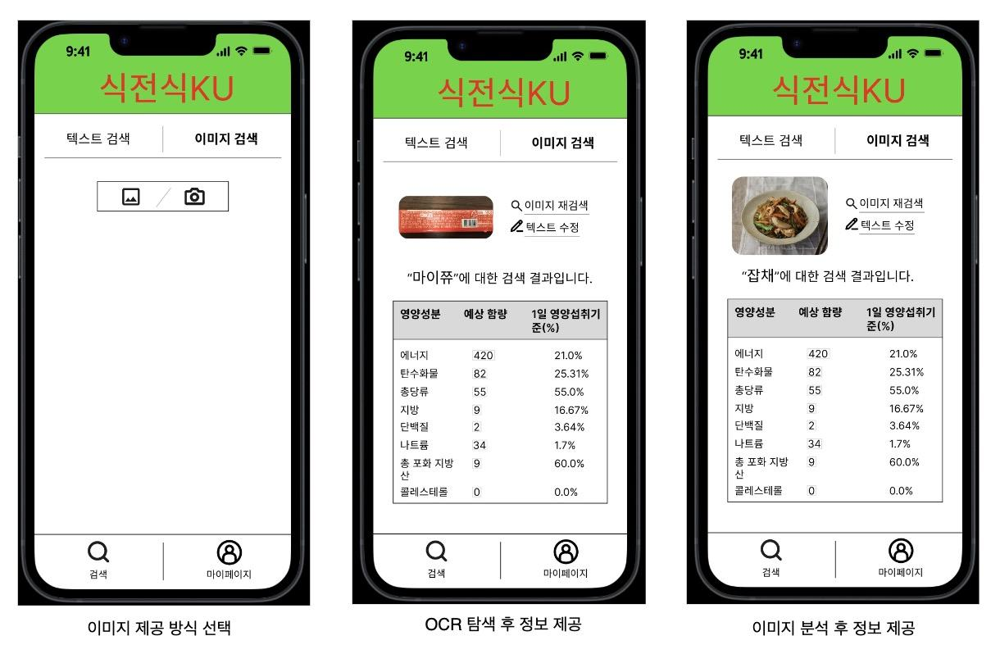 9:41
식전식KU
텍스트 검색
이미지 검색
검색
마이페이지
이미지 제공 방식 선택
9:41
식전식KU
텍스트 검색
이미지 검색
이미지 재검색
텍스트 수정
“마이쮸”에 대한 검색 결과입니다.
영양성분 예상 함량 1일 영양섭취기
준(%)
에너지 420 21.0%
탄수화물 82 25.31%
총당류 55 55.0%
지방 9 16.67%
단백질 2 3.64%
나트륨 34 1.7%
총 포화 지방 9 60.0%
산
콜레스테롤 0 0.0%
검색
마이페이지
OCR 탐색 후 정보 제공
9:41
식전식KU
텍스트 검색
이미지 검색
이미지 재검색
텍스트 수정
“잡채”에 대한 검색 결과입니다.
영양성분 예상 함량 1일 영양섭취기
준(%)
에너지 420 21.0%
탄수화물 82 25.31%
총당류 55 55.0%
지방 9 16.67%
단백질 2 3.64%
나트륨 34 1.7%
총 포화 지방 9 60.0%
산
콜레스테롤 0 0.0%
검색
마이페이지
이미지 분석 후 정보 제공